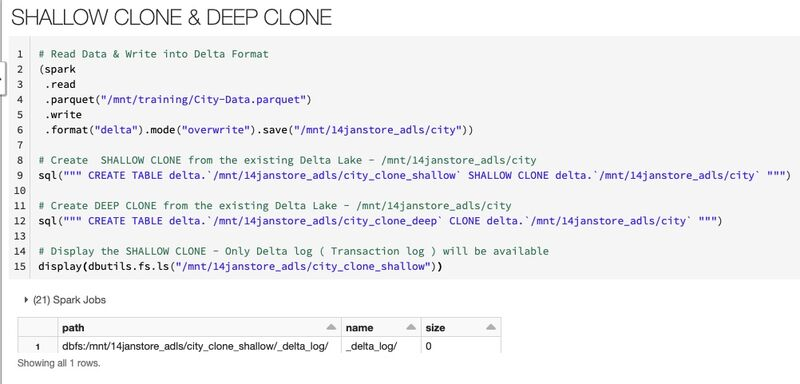 SHALLOW CLONE & DEEP CLONE
1 # Read Data & Write into Delta Format
2 (spark
3 .read
4 .parquet("/mnt/training/City-Data.parquet")
5 .write
6 .format("delta").mode("overwrite").save("/mnt/14janstore_adls/city"))
7
8 # Create  SHALLOW CLONE from the existing Delta Lake - /mnt/14janstore_adls/city
9 sql(""" CREATE TABLE delta.`/mnt/14janstore_adls/city_clone_shallow` SHALLOW CLONE delta.`/mnt/14janstore_adls/city` """)
10
11 # Create DEEP CLONE from the existing Delta Lake - /mnt/14janstore_adls/city
12 sql(""" CREATE TABLE delta.`/mnt/14janstore_adls/city_clone_deep` CLONE delta.`/mnt/14janstore_adls/city` """)
13
14 # Display the SHALLOW CLONE - Only Delta log ( Transaction log ) will be available
15 display(dbutils.fs.ls("/mnt/14janstore_adls/city_clone_shallow"))
(21) Spark Jobs
path name size
1 dbfs:/mnt/14janstore_adls/city_clone_shallow/_delta_log/ _delta_log/ 0
Showing all 1 rows.